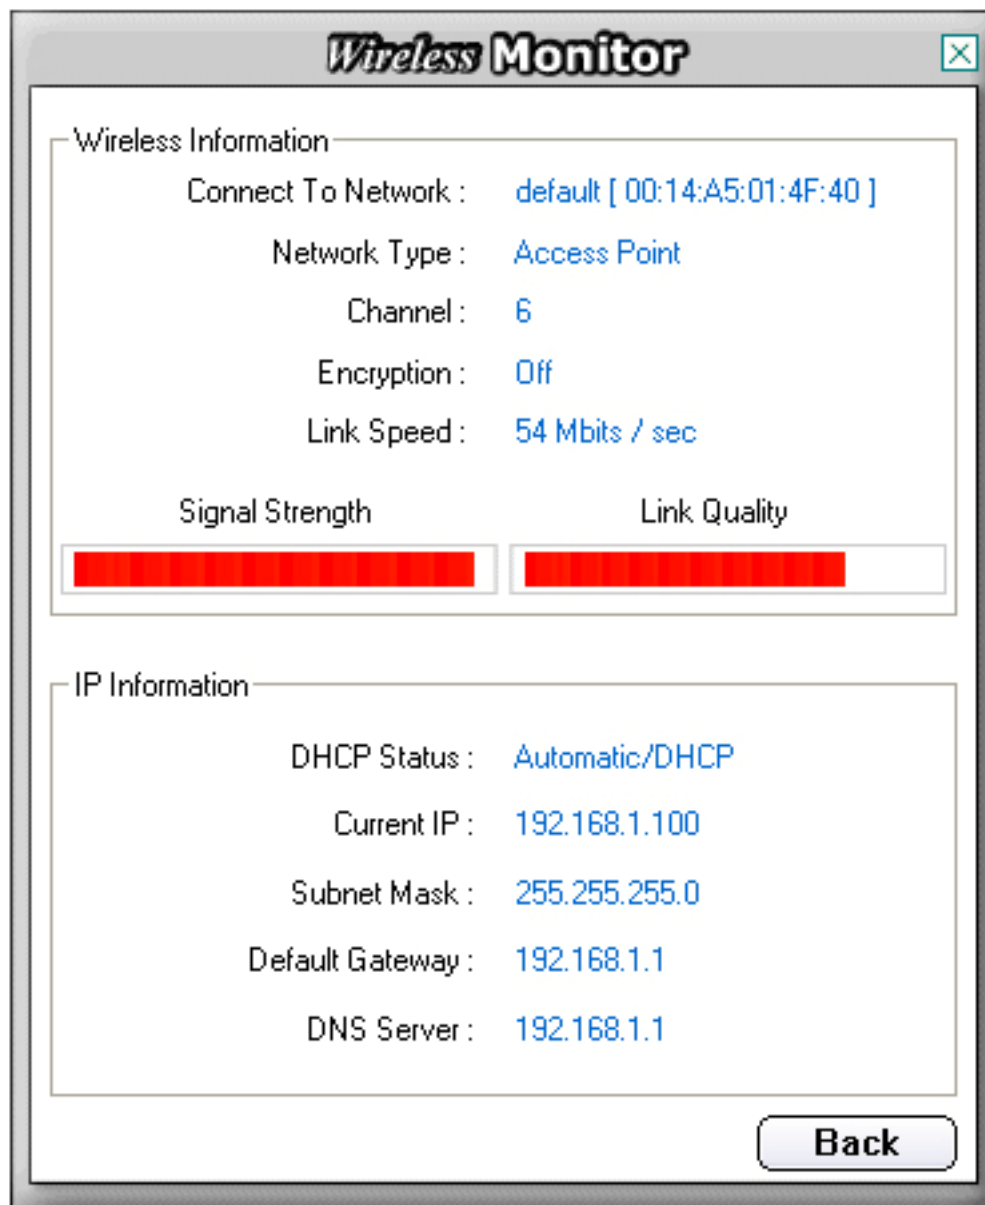 Wireless Monitor
Wireless Information
Connect To Network : default [ 00:14:A5:01:4F:40 ]
Network Type : Access Point
Channel : 6
Encryption : Off
Link Speed : 54 Mbits / sec
Signal Strength Link Quality
IP Information
DHCP Status : Automatic/DHCP
Current IP : 192.168.1.100
Subnet Mask : 255.255.255.0
Default Gateway : 192.168.1.1
DNS Server : 192.168.1.1
Back